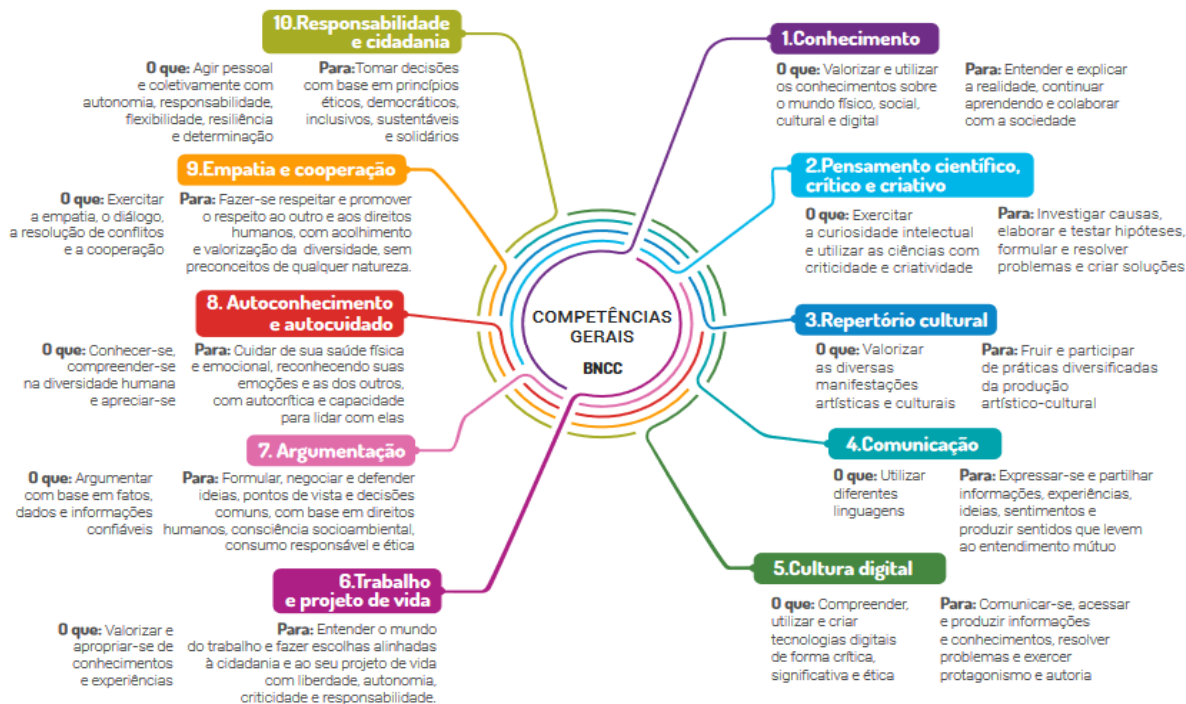 COMPETÊNCIAS
GERAIS
BNCC
1.Conhecimento
O que: Valorizar e utilizar
os conhecimentos sobre
o mundo físico, social,
cultural e digital
Para: Entender e explicar
a realidade, continuar
aprendendo e colaborar
com a sociedade
2.Pensamento científico,
crítico e criativo
O que: Exercitar
a curiosidade intelectual
e utilizar as ciências com
criticidade e criatividade
Para: Investigar causas,
elaborar e testar hipóteses,
formular e resolver
problemas e criar soluções
3.Repertório cultural
O que: Valorizar
as diversas
manifestações
artísticas e culturais
Para: Fruir e participar
de práticas diversificadas
da produção
artístico-cultural
4.Comunicação
O que: Utilizar
diferentes
linguagens
Para: Expressar-se e partilhar
informações, experiências,
ideias, sentimentos e
produzir sentidos que levem
ao entendimento mútuo
5.Cultura digital
O que: Compreender,
utilizar e criar
tecnologias digitais
de forma crítica,
significativa e ética
Para: Comunicar-se, acessar
e produzir informações
e conhecimentos, resolver
problemas e exercer
protagonismo e autoria
6.Trabalho
e projeto de vida
O que: Valorizar e
apropriar-se de
conhecimentos
e experiências
Para: Entender o mundo
do trabalho e fazer escolhas alinhadas
à cidadania e ao seu projeto de vida
com liberdade, autonomia,
criticidade e responsabilidade.
7. Argumentação
O que: Argumentar
com base em fatos,
dados e informações
confiáveis
Para: Formular, negociar e defender
ideias, pontos de vista e decisões
comuns, com base em direitos
humanos, consciência socioambiental,
consumo responsável e ética
8. Autoconhecimento
e autocuidado
O que: Conhecer-se,
compreender-se
na diversidade humana
e apreciar-se
Para: Cuidar de sua saúde física
e emocional, reconhecendo suas
emoções e as dos outros,
com autocrítica e capacidade
para lidar com elas
9.Empatia e cooperação
O que: Exercitar
a empatia, o diálogo,
a resolução de conflitos
e a cooperação
Para: Fazer-se respeitar e promover
o respeito ao outro e aos direitos
humanos, com acolhimento
e valorização da diversidade, sem
preconceitos de qualquer natureza.
10.Responsabilidade
e cidadania
O que: Agir pessoal
e coletivamente com
autonomia, responsabilidade,
flexibilidade, resiliência
e determinação
Para:Tomar decisões
com base em princípios
éticos, democráticos,
inclusivos, sustentáveis
e solidários